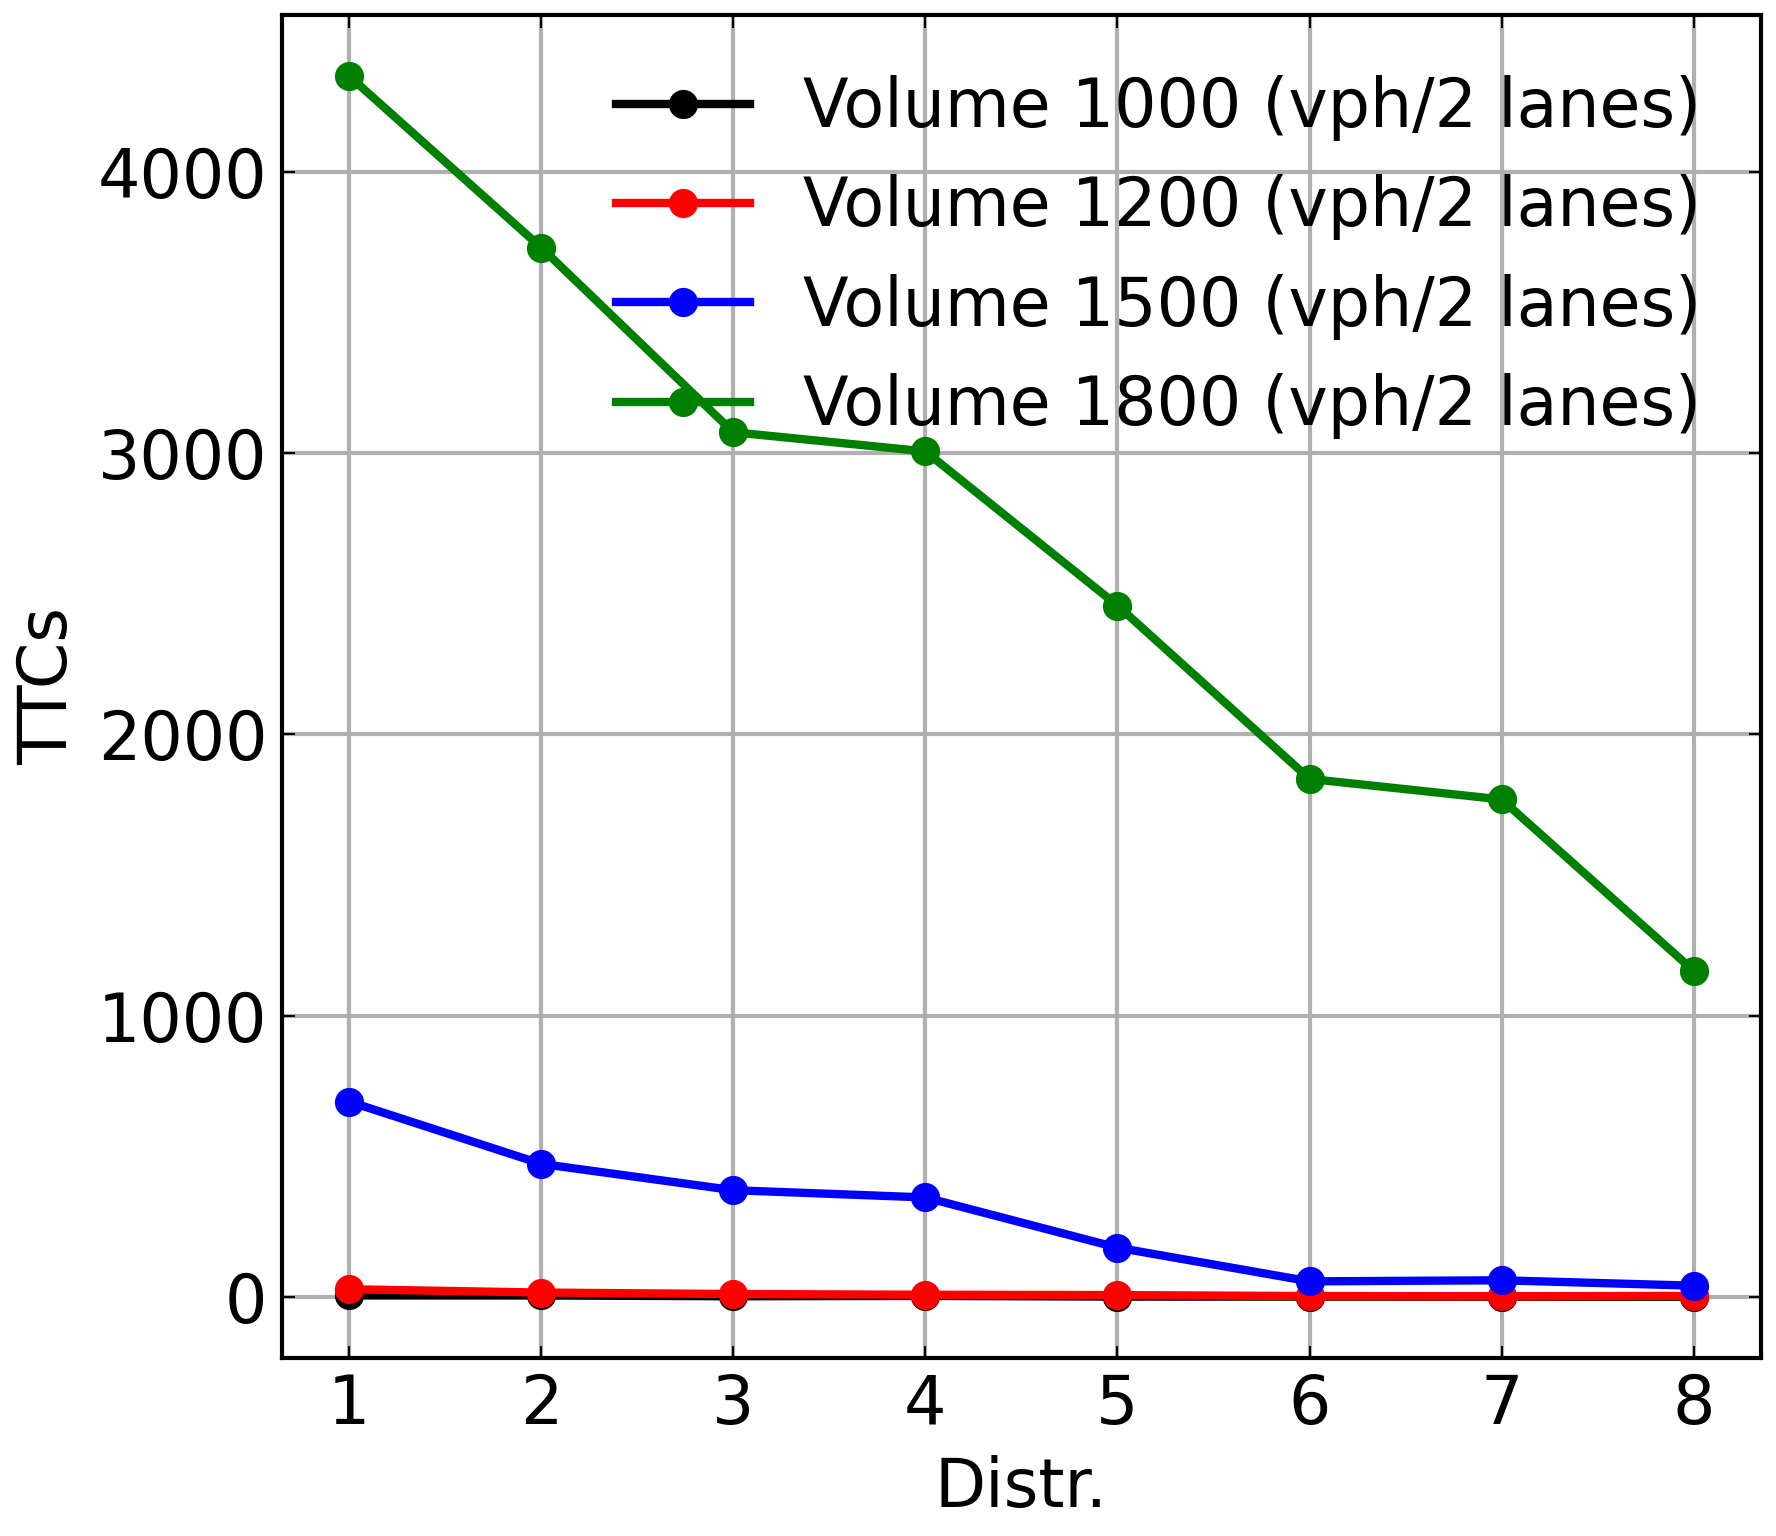 Volume 1000 (vph/2 lanes)
Volume 1200 (vph/2 lanes)
Volume 1500 (vph/2 lanes)
Volume 1800 (vph/2 lanes)
TTCs
4000
3000
2000
1000
0
1 2 3 4 5 6 7 8
Distr.